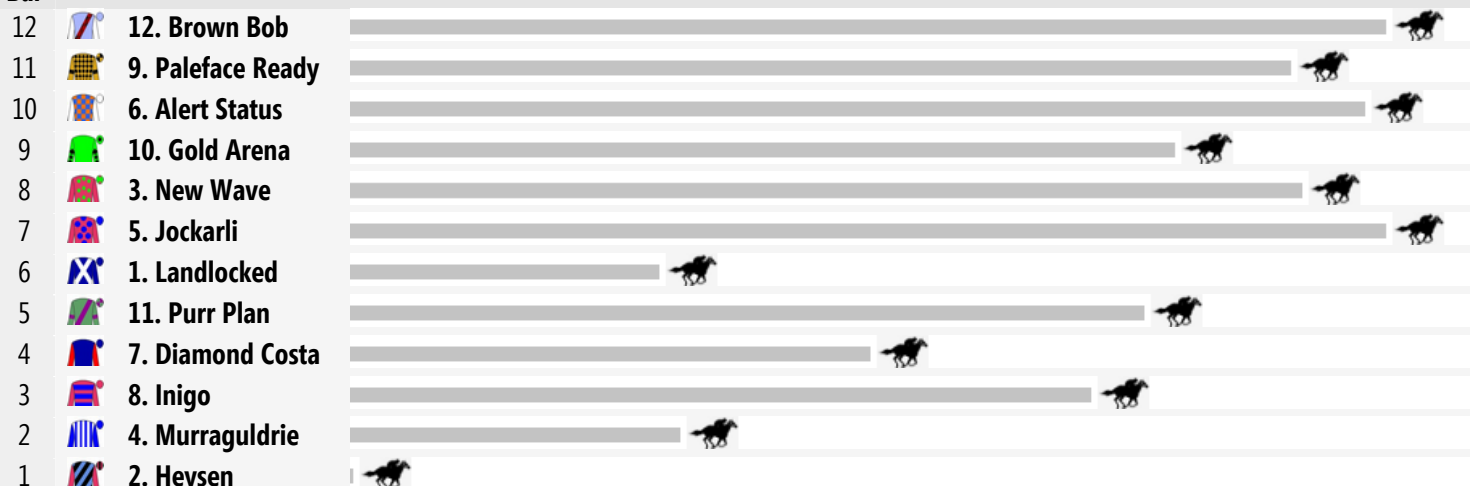 Bar
12 12. Brown Bob
11 9. Paleface Ready
10 6. Alert Status
9 10. Gold Arena
8 3. New Wave
7 5. Jockarli
6 1. Landlocked
5 11. Purr Plan
4 7. Diamond Costa
3 8. Inigo
2 4. Murraguldrie
1 2. Heysen